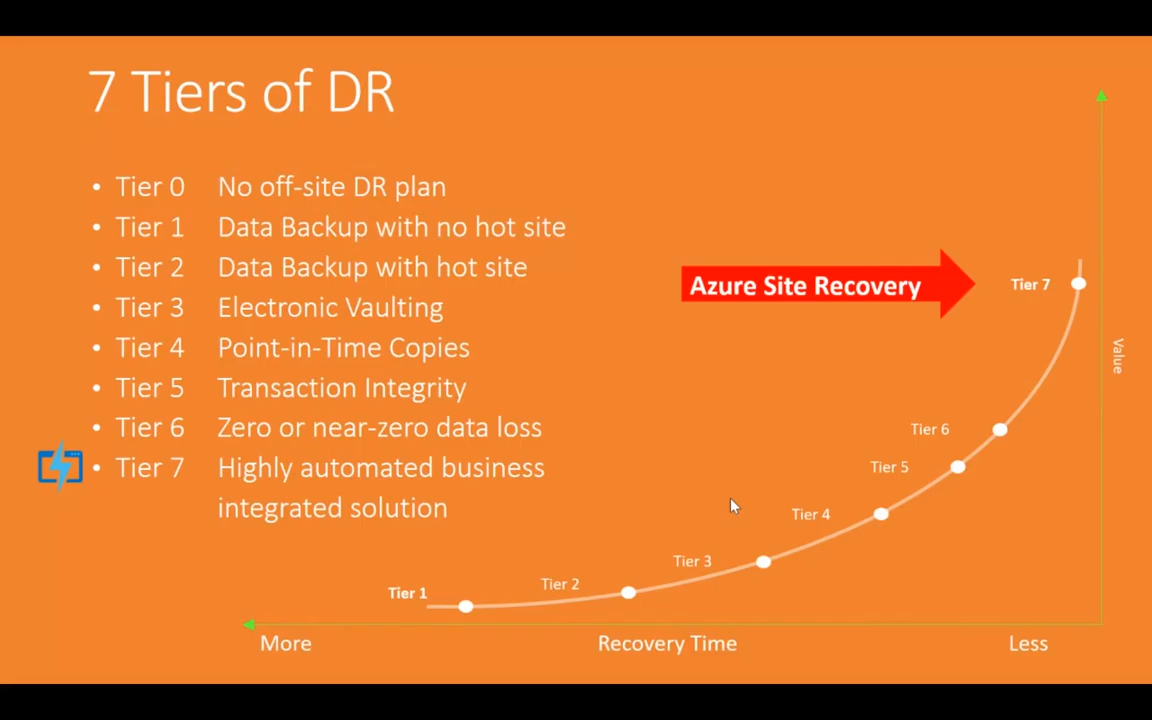 7 Tiers of DR
• Tier 0 No off-site DR plan
• Tier 1 Data Backup with no hot site
• Tier 2 Data Backup with hot site
• Tier 3 Electronic Vaulting
• Tier 4 Point-in-Time Copies
• Tier 5 Transaction Integrity
• Tier 6 Zero or near-zero data loss
• Tier 7 Highly automated business
integrated solution
Azure Site Recovery
Tier 7
Value
Tier 6
Tier 5
Tier 4
Tier 3
Tier 2
Tier 1
More
Recovery Time
Less